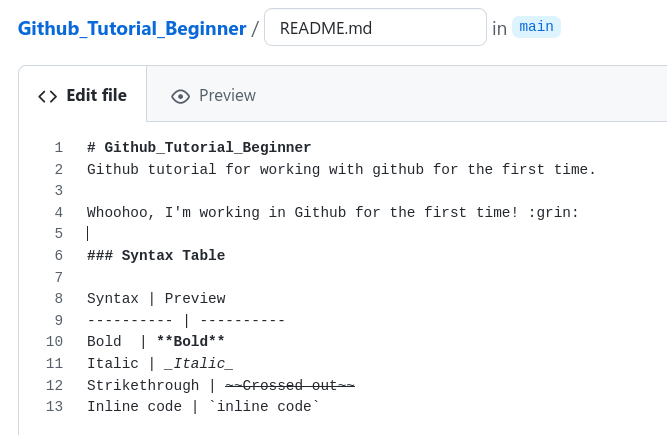 Github_Tutorial_Beginner / README.md in main
Edit file Preview
1 # Github_Tutorial_Beginner
2 Github tutorial for working with github for the first time.
3
4 Whoohoo, I'm working in Github for the first time! :grin:
5
6 ### Syntax Table
7
8 Syntax | Preview
9 ---------- | ----------
10 Bold  | **Bold**
11 Italic | _Italic_
12 Strikethrough | ~~Crossed out~~
13 Inline code | `inline code`